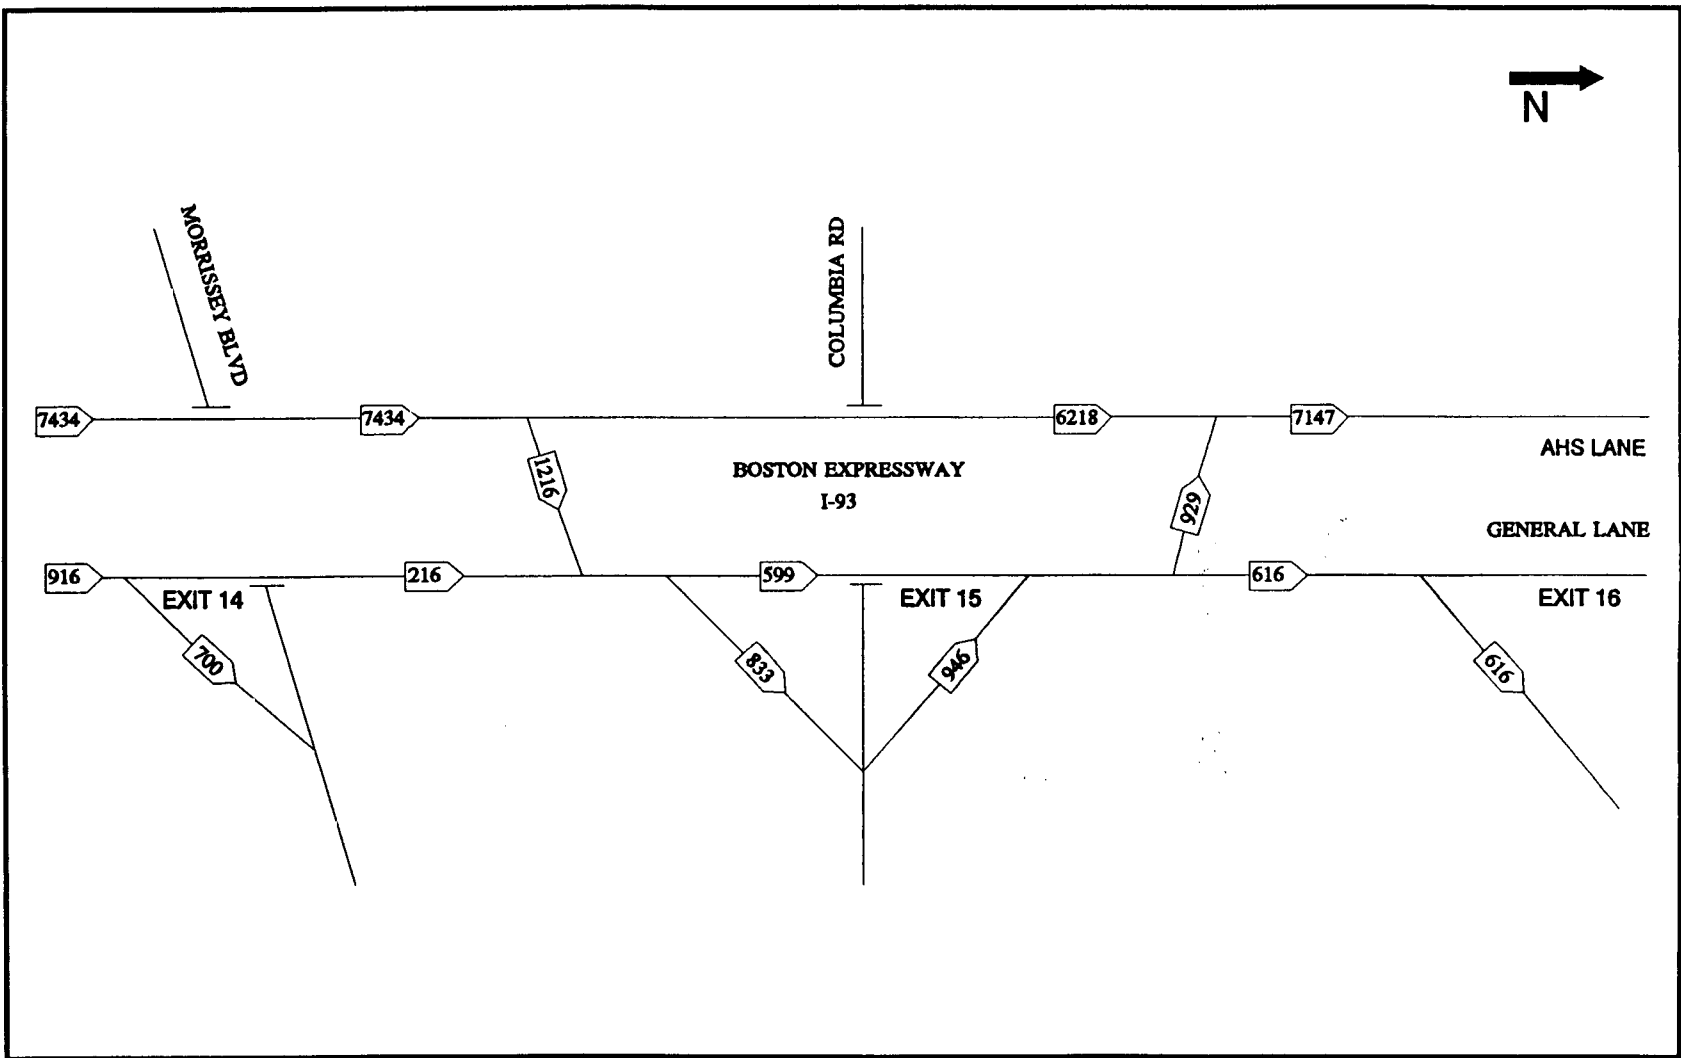 N
MORRISSEY BLVD
COLUMBIA RD
7434
7434
6218
7147
AHS LANE
1216
BOSTON EXPRESSWAY
I-93
929
GENERAL LANE
916
216
599
616
EXIT 14
EXIT 15
EXIT 16
700
833
946
616